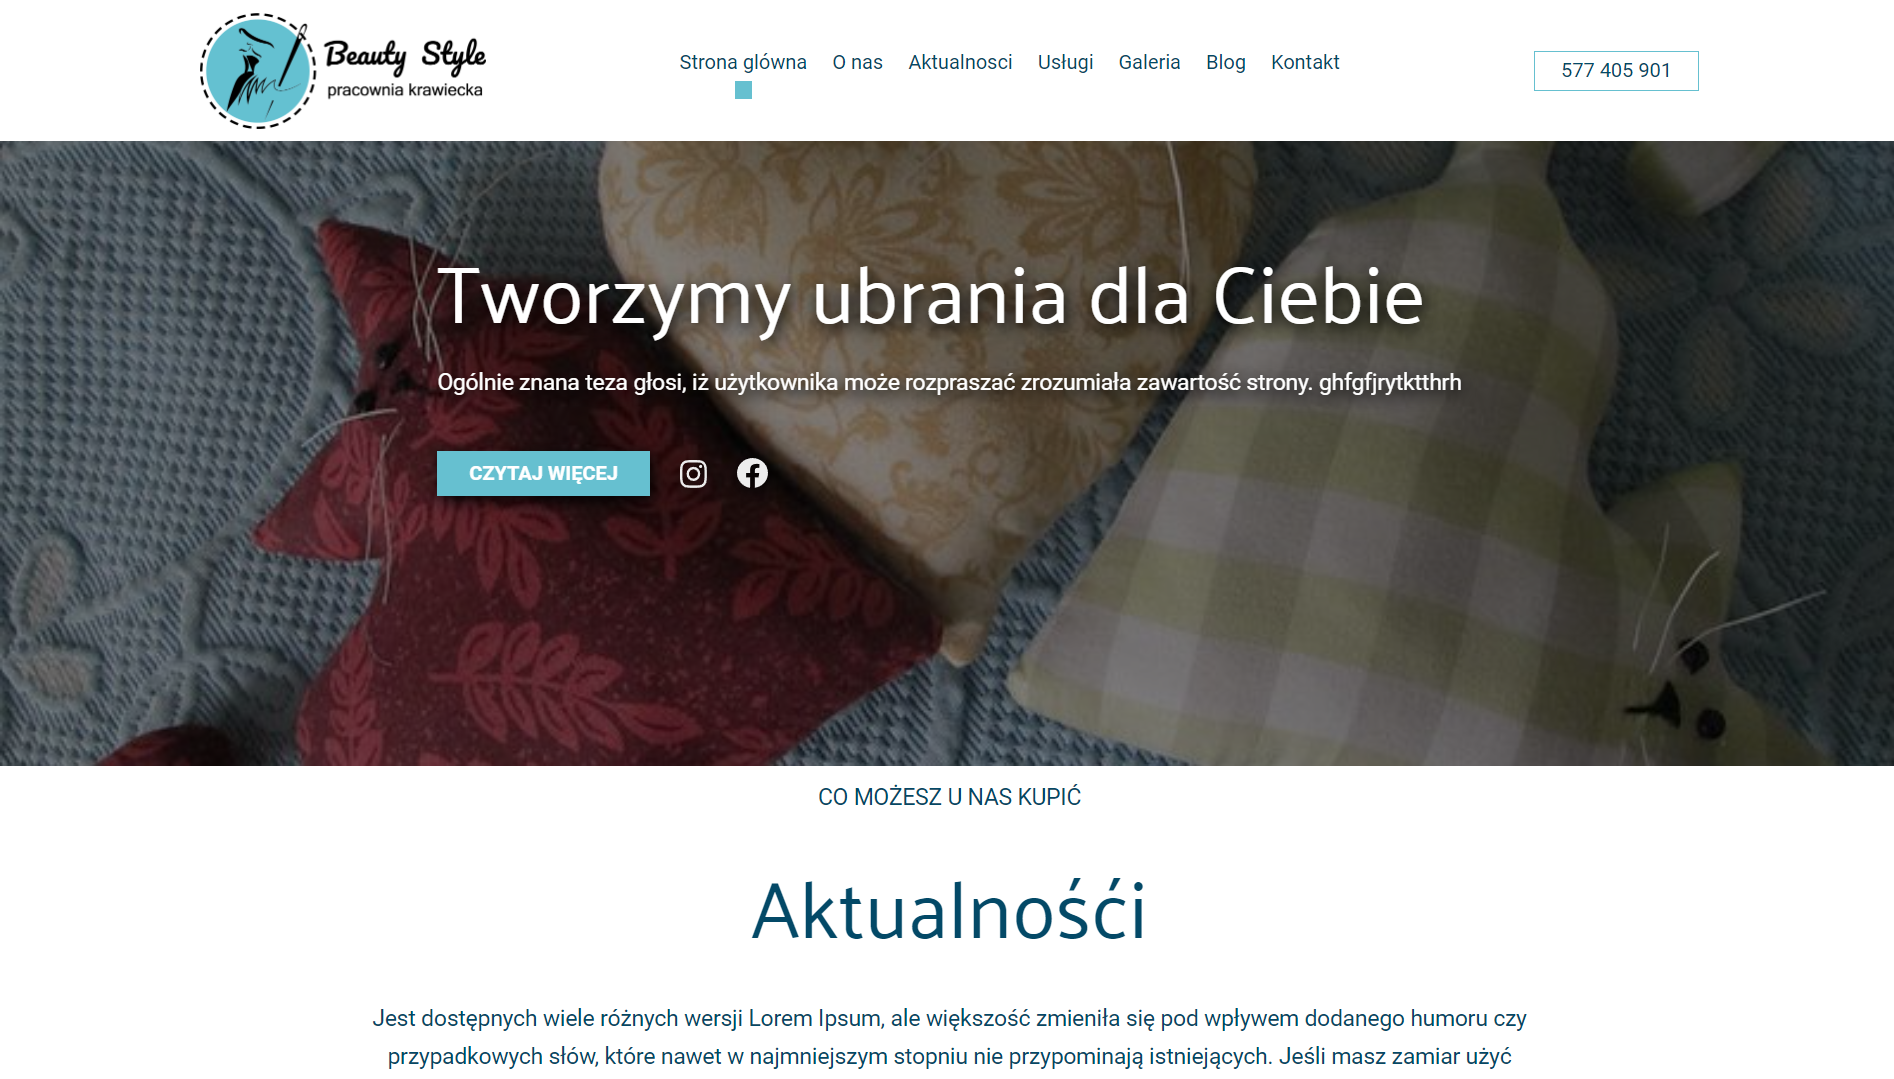 Beauty Style
pracownia krawiecka
Strona główna O nas Aktualnosci Usługi Galeria Blog Kontakt
577 405 901
Tworzymy ubrania dla Ciebie
Ogólnie znana teza głosi, iż użytkownika może rozpraszać zrozumiała zawartość strony. ghfgfjrytktthrh
CZYTAJ WIĘCEJ
CO MOŻESZ U NAS KUPIĆ
Aktualnośći
Jest dostępnych wiele różnych wersji Lorem Ipsum, ale większość zmieniła się pod wpływem dodanego humoru czy
przypadkowych słów, które nawet w najmniejszym stopniu nie przypominają istniejących. Jeśli masz zamiar użyć